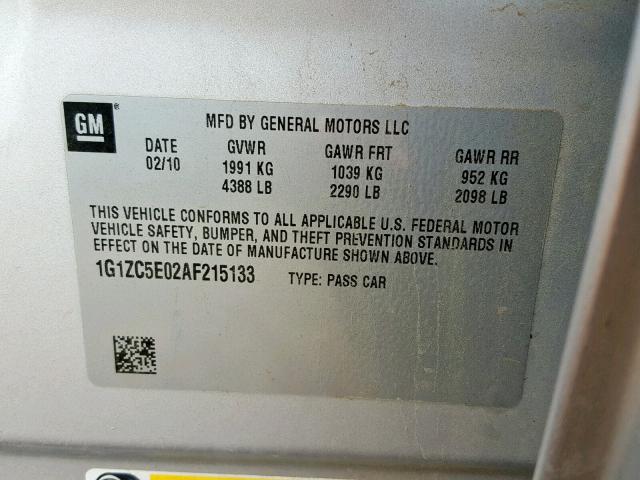 GM ®
MFD BY GENERAL MOTORS LLC
DATE GVWR GAWR FRT GAWR RR
02/10 1991 KG 1039 KG 952 KG
4388 LB 2290 LB 2098 LB
THIS VEHICLE CONFORMS TO ALL APPLICABLE U.S. FEDERAL MOTOR
VEHICLE SAFETY, BUMPER, AND THEFT PREVENTION STANDARDS IN
EFFECT ON THE DATE OF MANUFACTURE SHOWN ABOVE.
1G1ZC5E02AF215133 TYPE: PASS CAR